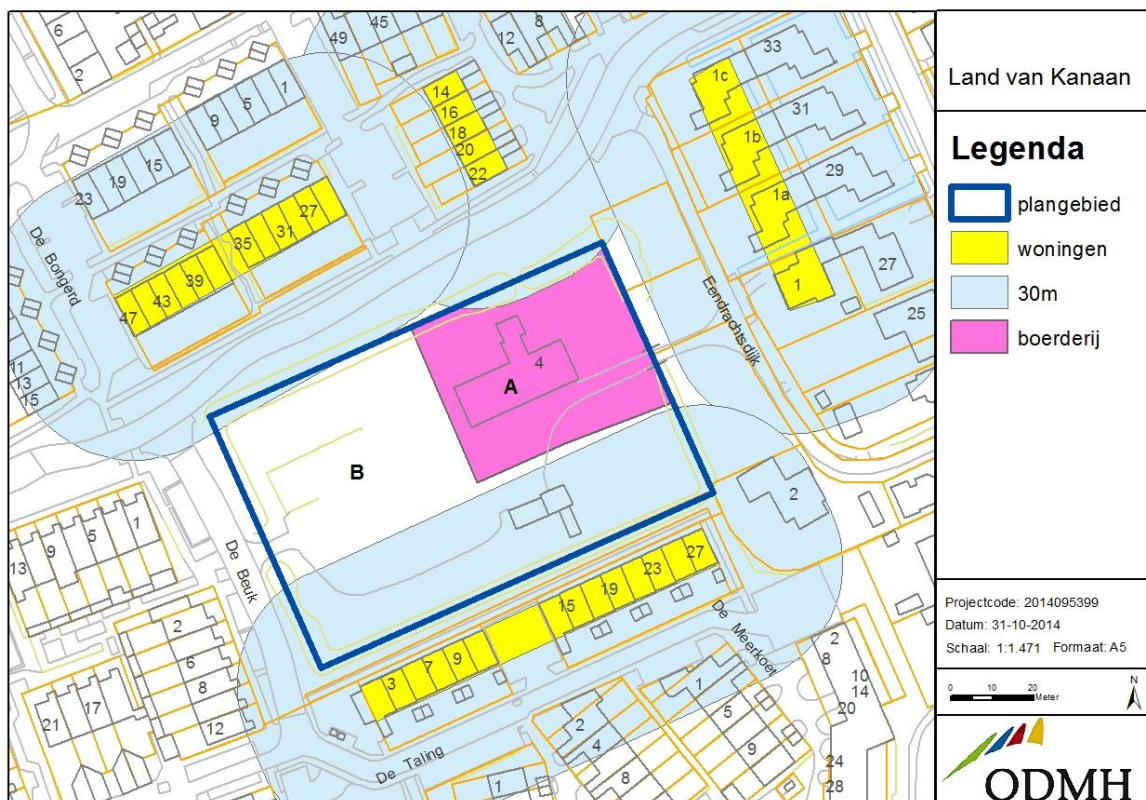 Land van Kanaan
Legenda
plangebied
woningen
30m
boerderij
Projectcode: 2014095399
Datum: 31-10-2014
Schaal: 1:1.471 Formaat: A5
0 10 20 Meter
N
ODMH
6
2
49
45
12
8
33
1c
14
16
18
20
22
1
5
9
15
19
23
31
1b
29
1a
27
1
25
27
31
35
39
43
47
De Bongerd
Eendrachtsdijk
11
13
15
4
A
B
2
De Beuk
1
5
9
13
27
23
19
15
9
7
3
De Meerkoet
De Taling
2
6
8
12
17
21
2
8
10
14
20
24
28
1
5
9
2
4
8
1